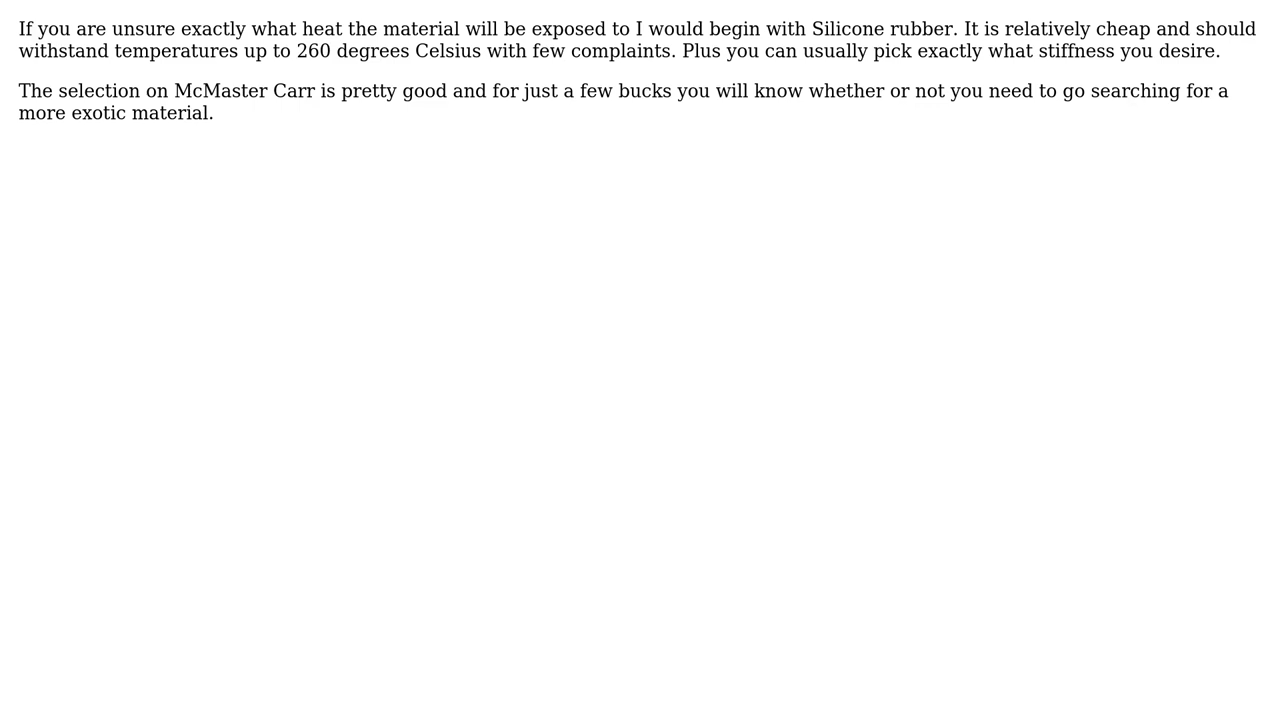 If you are unsure exactly what heat the material will be exposed to I would begin with Silicone rubber. It is relatively cheap and should
withstand temperatures up to 260 degrees Celsius with few complaints. Plus you can usually pick exactly what stiffness you desire.
The selection on McMaster Carr is pretty good and for just a few bucks you will know whether or not you need to go searching for a
more exotic material.